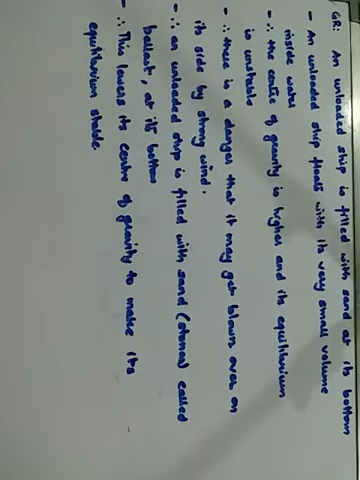 GR: An unloaded ship is filled with sand at its bottom
- An unloaded ship floats with its very small volume
inside water
- ∴ the centre of gravity is higher and its equilibrium
is unstable
- ∴ there is a danger that it may get blown over on
its side by strong wind.
- ∴ an unloaded ship is filled with sand (stones) called
ballast, at its bottom
- ∴ This lowers its centre of gravity to make its
equilibrium stable.